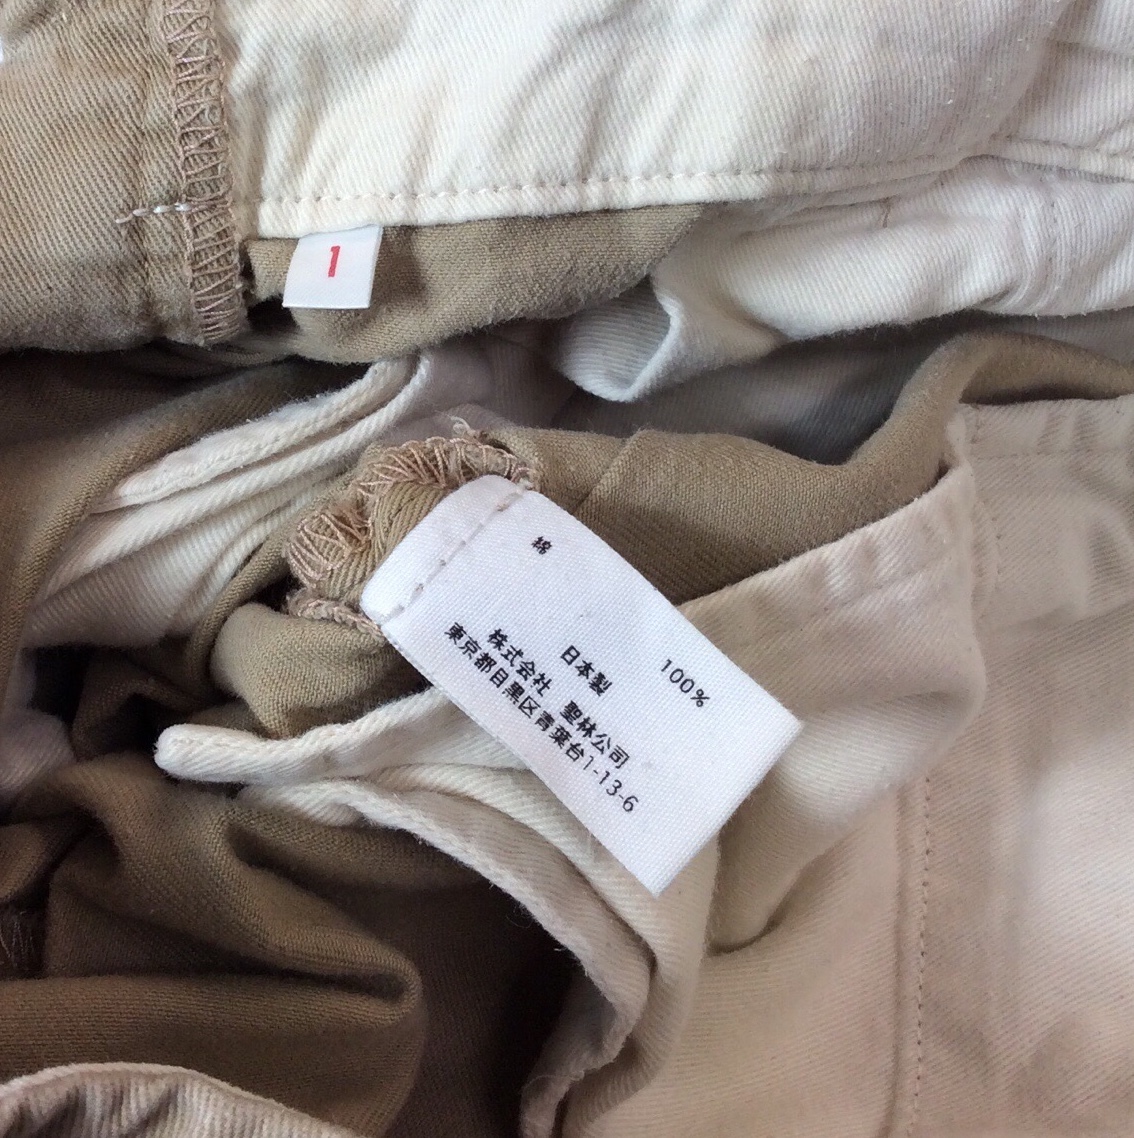 1
綿 100%
日本製
株式会社 聖林公司
東京都目黒区青葉台1-13-6